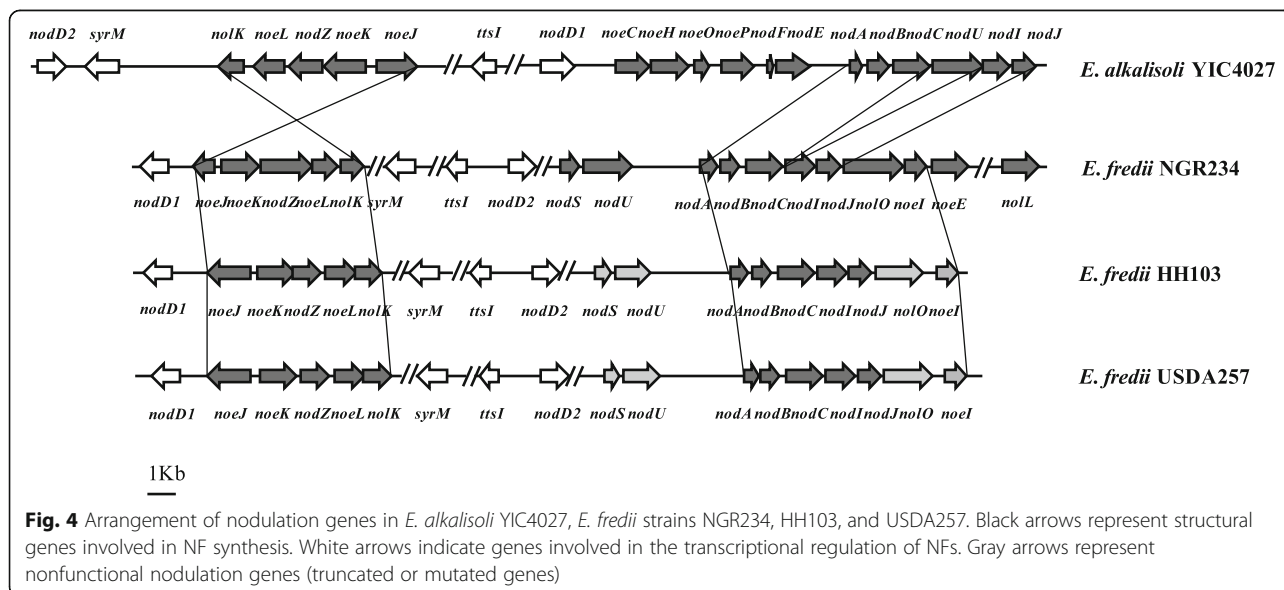 nodD2 syrM nolK noeL nodZ noeK noeJ ttsI nodD1 noeC noeH noeO noeP nodF nodE nodA nodB nodC nodU nodI nodJ
E. alkalisoli YIC4027
E. fredii NGR234
nodD1 noeJ noeK nodZ noeL nolK syrM ttsI nodD2 nodS nodU nodA nodB nodC nodI nodJ nolO noeI noeE nolL
E. fredii HH103
nodD1 noeJ noeK nodZ noeL nolK syrM ttsI nodD2 nodS nodU nodA nodB nodC nodI nodJ nolO noeI
E. fredii USDA257
nodD1 noeJ noeK nodZ noeL nolK syrM ttsI nodD2 nodS nodU nodA nodB nodC nodI nodJ nolO noeI
1Kb
Fig. 4 Arrangement of nodulation genes in E. alkalisoli YIC4027, E. fredii strains NGR234, HH103, and USDA257. Black arrows represent structural
genes involved in NF synthesis. White arrows indicate genes involved in the transcriptional regulation of NFs. Gray arrows represent
nonfunctional nodulation genes (truncated or mutated genes)